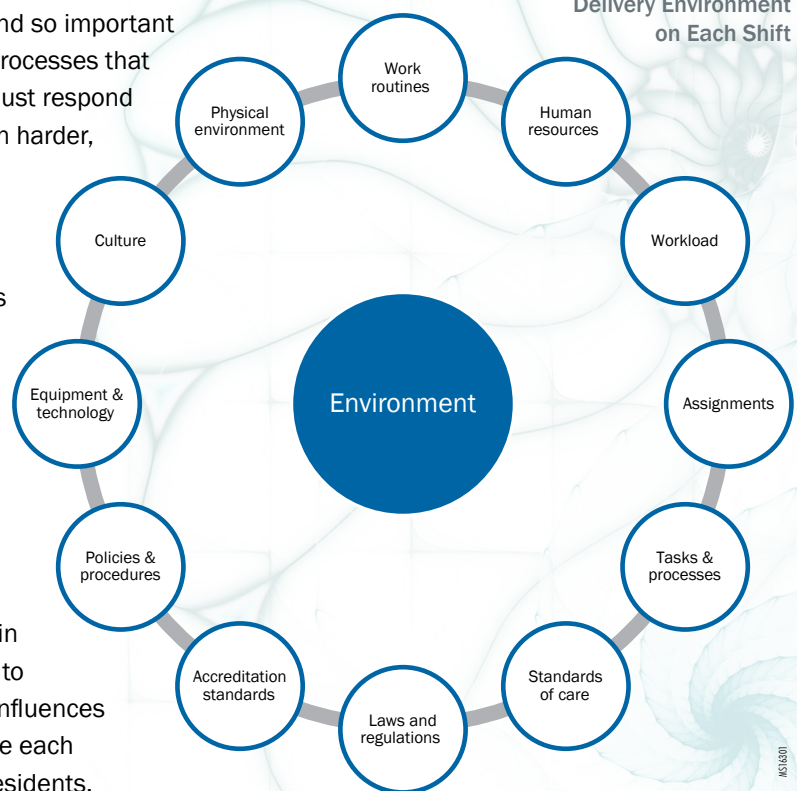 nd so important
rocesses that
ust respond
n harder,
s
in
to
nfluences
e each
esidents.
Delivery Environment
on Each Shift
Work
routines
Human
resources
Workload
Assignments
Tasks &
processes
Standards
of care
Laws and
regulations
Accreditation
standards
Policies &
procedures
Equipment &
technology
Culture
Physical
environment
Environment
MS16301